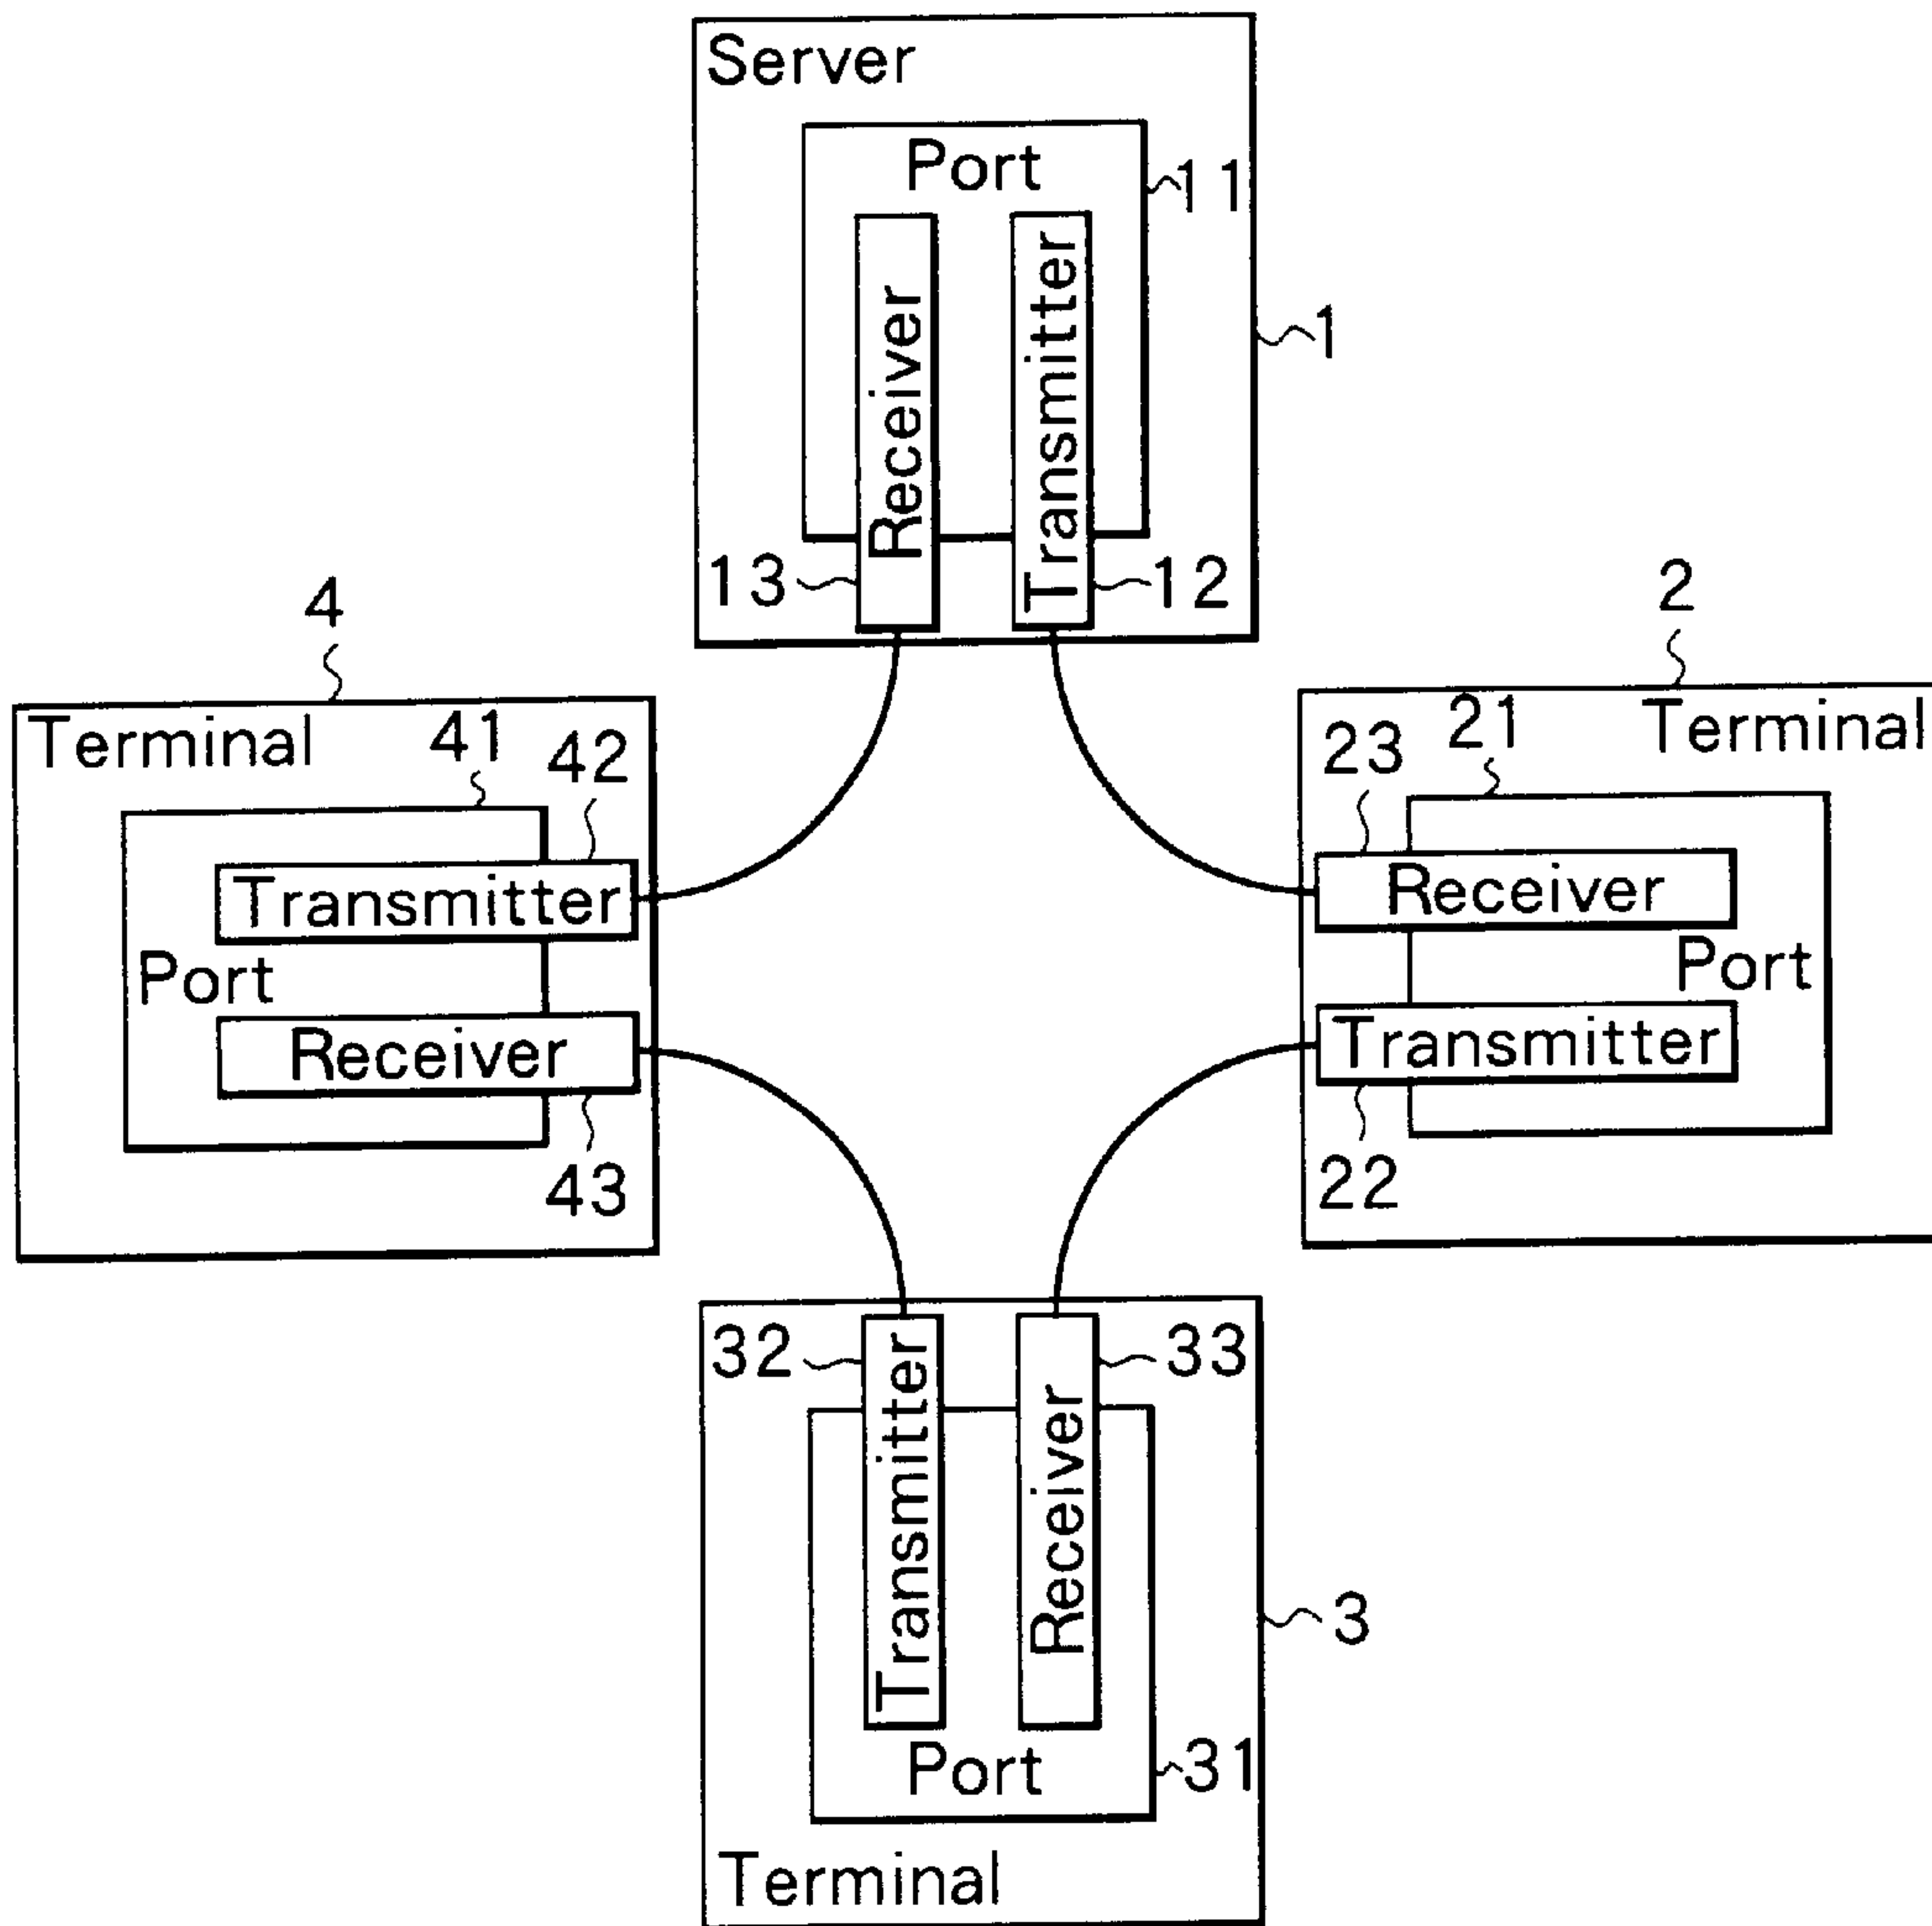 Server
Port
11
Receiver
Transmitter
1
13
12
4
2
Terminal
41
42
23
21
Terminal
Transmitter
Receiver
Port
Port
Receiver
Transmitter
43
22
32
33
Transmitter
Receiver
3
Port
31
Terminal